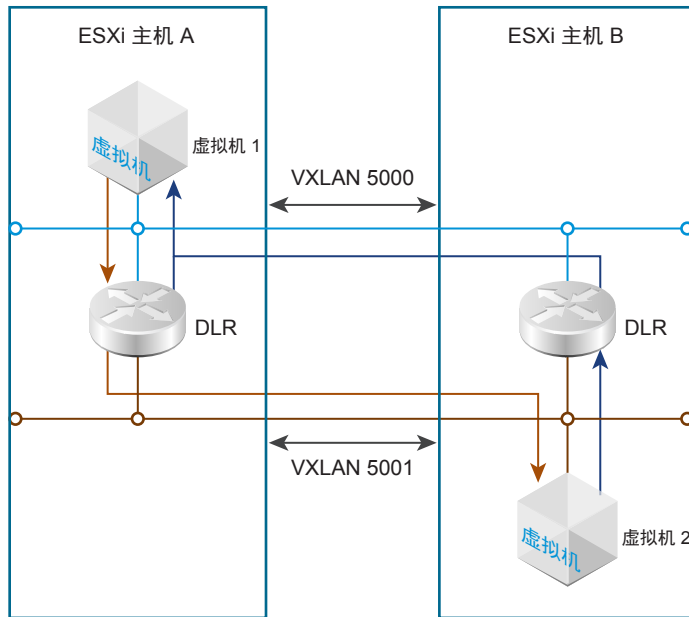 ESXi 主机 A
ESXi 主机 B
虚拟机
虚拟机 1
VXLAN 5000
DLR
DLR
VXLAN 5001
虚拟机
虚拟机 2